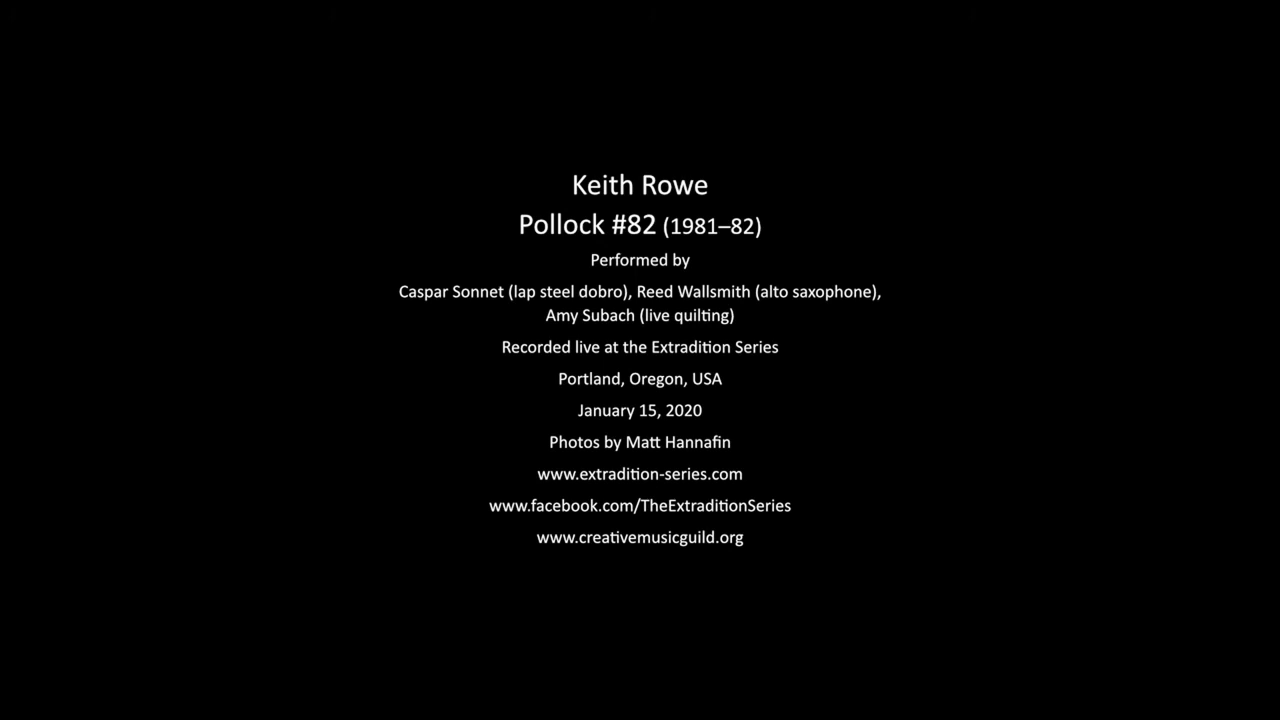 Keith Rowe
Pollock #82 (1981–82)
Performed by
Caspar Sonnet (lap steel dobro), Reed Wallsmith (alto saxophone),
Amy Subach (live quilting)
Recorded live at the Extradition Series
Portland, Oregon, USA
January 15, 2020
Photos by Matt Hannafin
www.extradition-series.com
www.facebook.com/TheExtraditionSeries
www.creativemusicguild.org